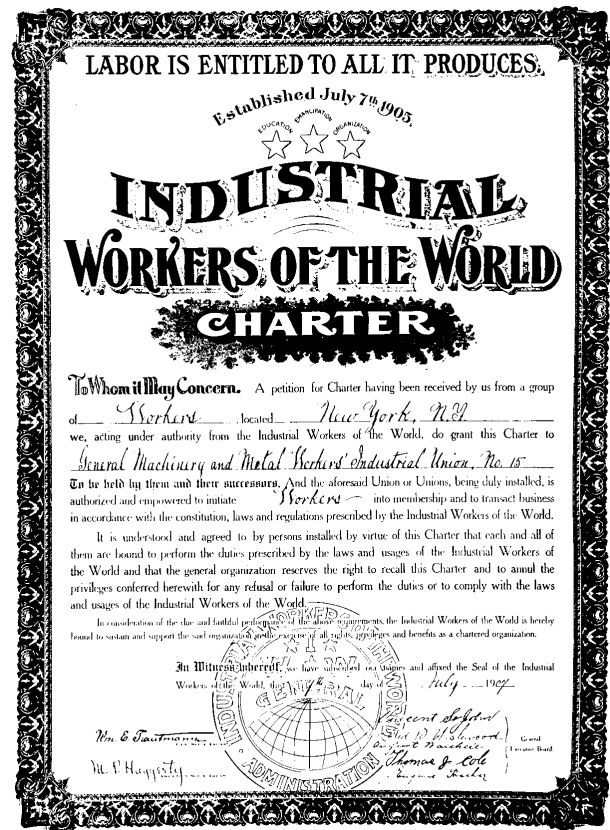 LABOR IS ENTITLED TO ALL IT PRODUCES.
Established July 7th 1905.
EDUCATION EMANCIPATION ORGANIZATION
INDUSTRIAL
WORKERS OF THE WORLD
CHARTER
To Whom it May Concern. A petition for Charter having been received by us from a group
of Workers located New York, N.Y.
we, acting under authority from the Industrial Workers of the World, do grant this Charter to
General Machinery and Metal Workers' Industrial Union, No. 15
To be held by them and their successors. And the aforesaid Union or Unions, being duly installed, is
authorized and empowered to initiate Workers into membership and to transact business
in accordance with the constitution, laws and regulations prescribed by the Industrial Workers of the World.
It is understood and agreed to by persons installed by virtue of this Charter that each and all of
them are bound to perform the duties prescribed by the laws and usages of the Industrial Workers of
the World and that the general organization reserves the right to recall this Charter and to annul the
privileges conferred herewith for any refusal or failure to perform the duties or to comply with the laws
and usages of the Industrial Workers of the World.
In consideration of the due and faithful performance of the above requirements, the Industrial Workers of the World is hereby
bound to sustain and support the said organization in the exercise of all rights, privileges and benefits as a chartered organization.
In Witness whereof, we have subscribed our names and affixed the Seal of the Industrial
Workers of the World, this day of July 1907
INDUSTRIAL WORKERS OF THE WORLD
I W W
GENERAL
ADMINISTRATION
Wm. E. Trautmann
M. P. Haggerty
Vincent St. John
Thomas J. Cole
Eugene Fischer
Grand
Executive Board